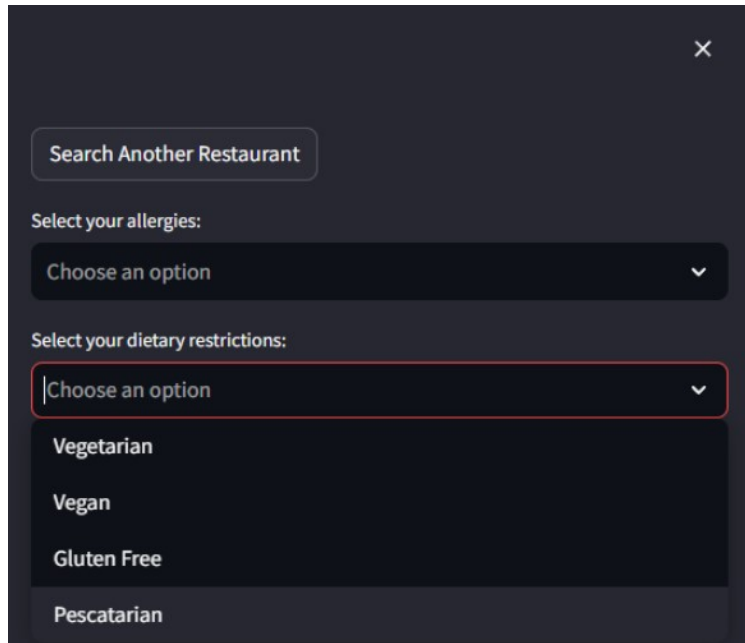 Search Another Restaurant
Select your allergies:
Choose an option
Select your dietary restrictions:
Choose an option
Vegetarian
Vegan
Gluten Free
Pescatarian